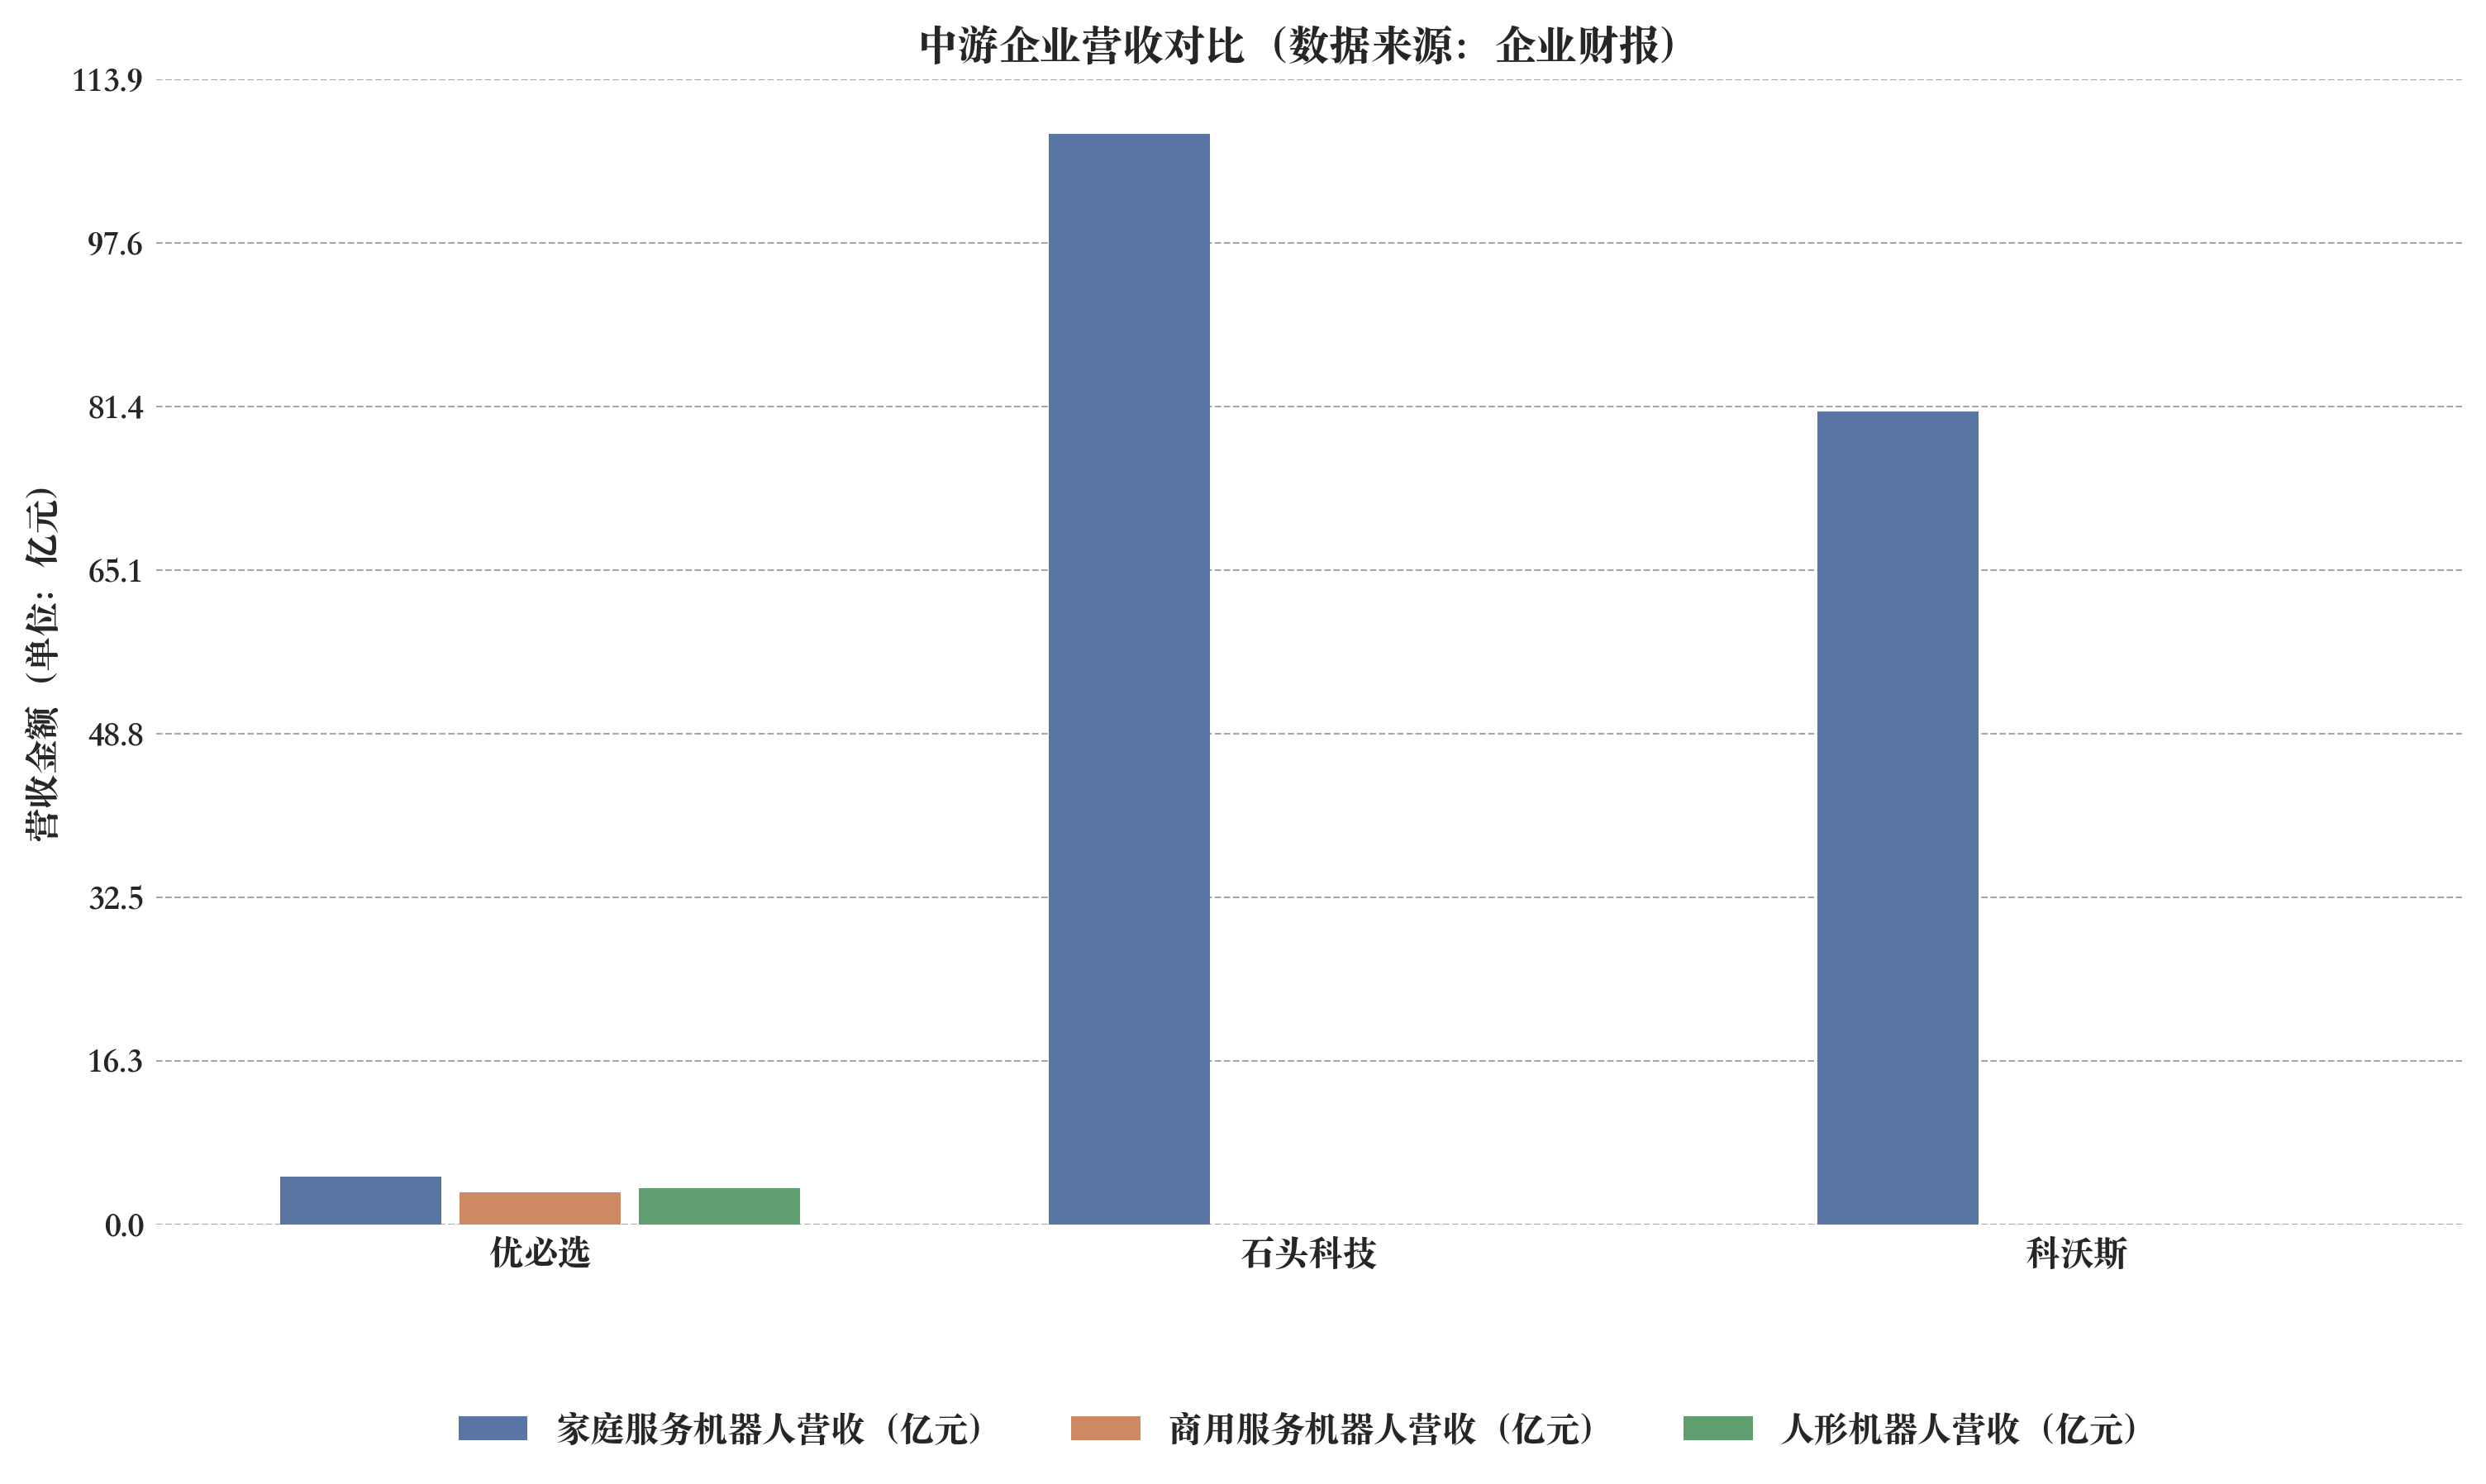 中游企业营收对比（数据来源：企业财报）
营收金额（单位：亿元）
113.9
97.6
81.4
65.1
48.8
32.5
16.3
0.0
优必选
石头科技
科沃斯
家庭服务机器人营收（亿元）
商用服务机器人营收（亿元）
人形机器人营收（亿元）